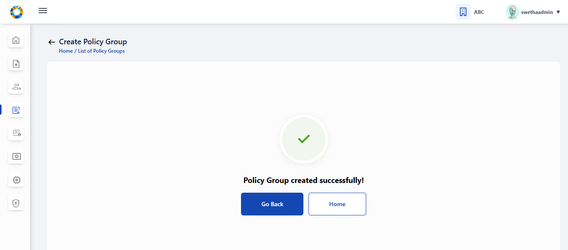 ABC
swethaadmin
Create Policy Group
Home / List of Policy Groups
Policy Group created successfully!
Go Back
Home